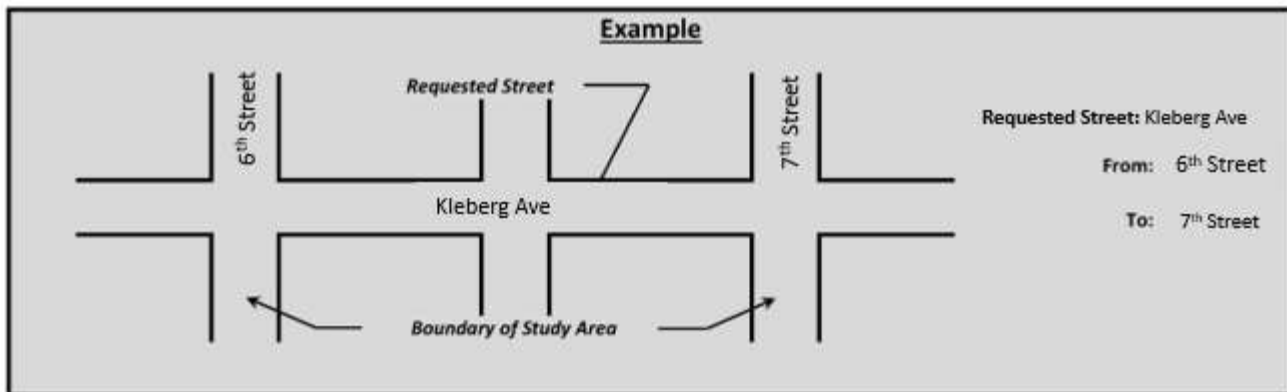 Example
6th Street
Requested Street
7th Street
Requested Street: Kleberg Ave
From: 6th Street
Kleberg Ave
To: 7th Street
Boundary of Study Area